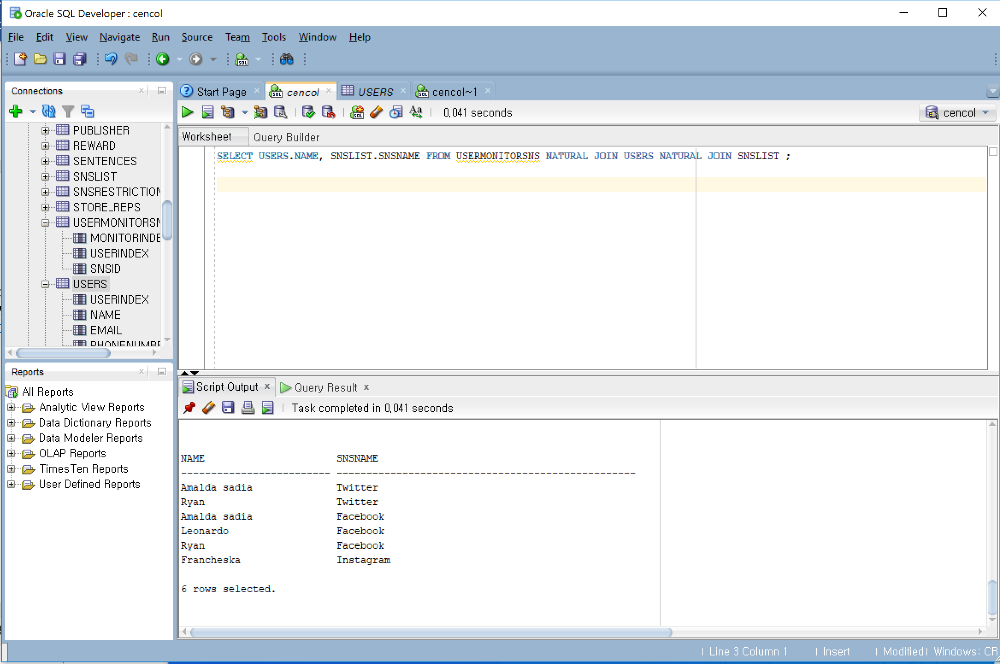 Oracle SQL Developer : cencol
File Edit View Navigate Run Source Team Tools Window Help
Connections
PUBLISHER
REWARD
SENTENCES
SNSLIST
SNSRESTRICTION
STORE_REPS
USERMONITORSN
MONITORINDE
USERINDEX
SNSID
USERS
USERINDEX
NAME
EMAIL
PHONENUMBE
Reports
All Reports
Analytic View Reports
Data Dictionary Reports
Data Modeler Reports
OLAP Reports
TimesTen Reports
User Defined Reports
Start Page cencol USERS cencol~1
0,041 seconds
cencol
Worksheet Query Builder
SELECT USERS.NAME, SNSLIST.SNSNAME FROM USERMONITORSNS NATURAL JOIN USERS NATURAL JOIN SNSLIST ;
Script Output Query Result
Task completed in 0,041 seconds
NAME SNSNAME
------------------------- --------------------------------------------------
Amalda sadia Twitter
Ryan Twitter
Amalda sadia Facebook
Leonardo Facebook
Ryan Facebook
Francheska Instagram
6 rows selected.
Line 3 Column 1 Insert Modified Windows: CR